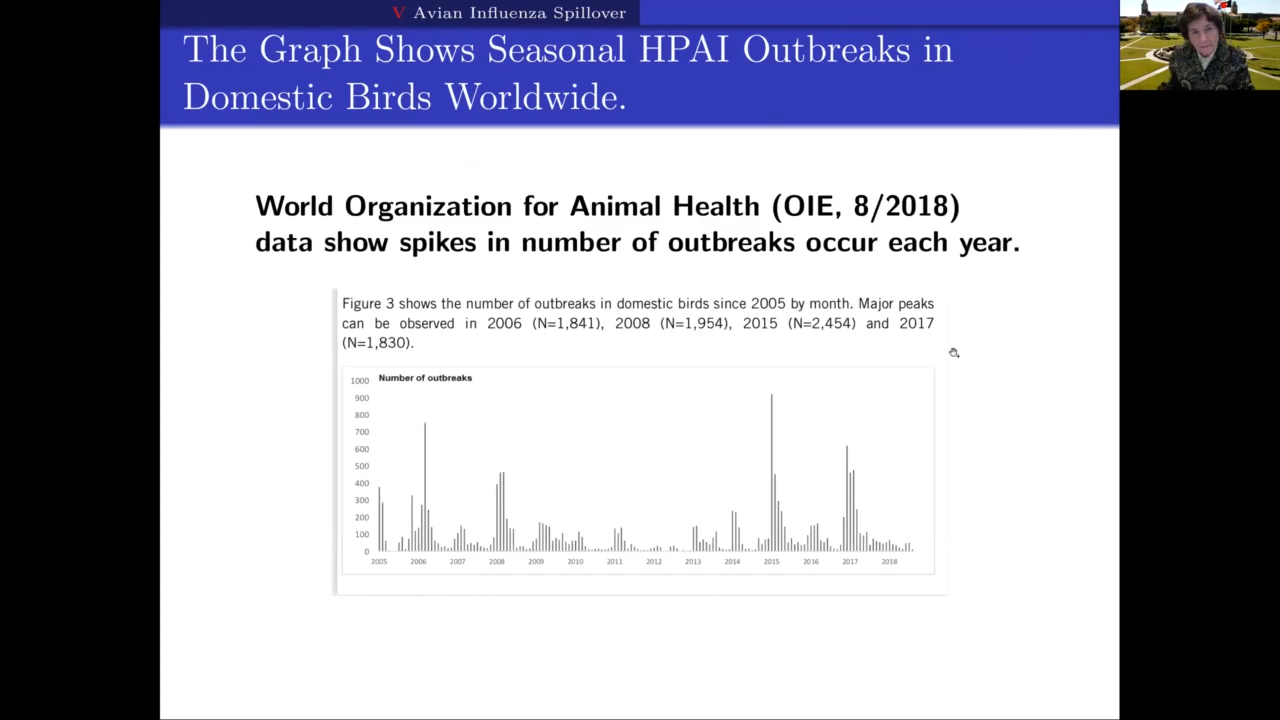 V Avian Influenza Spillover
The Graph Shows Seasonal HPAI Outbreaks in
Domestic Birds Worldwide.
World Organization for Animal Health (OIE, 8/2018)
data show spikes in number of outbreaks occur each year.
Figure 3 shows the number of outbreaks in domestic birds since 2005 by month. Major peaks
can be observed in 2006 (N=1,841), 2008 (N=1,954), 2015 (N=2,454) and 2017
(N=1,830).
Number of outbreaks
1000
900
800
700
600
500
400
300
200
100
0
2005 2006 2007 2008 2009 2010 2011 2012 2013 2014 2015 2016 2017 2018